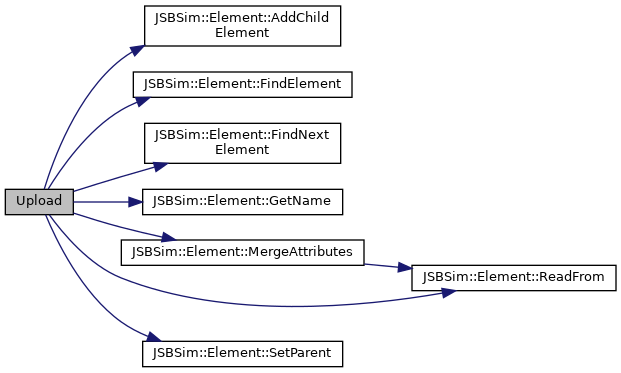 JSBSim::Element::AddChild
Element
JSBSim::Element::FindElement
JSBSim::Element::FindNext
Element
Upload
JSBSim::Element::GetName
JSBSim::Element::MergeAttributes
JSBSim::Element::ReadFrom
JSBSim::Element::SetParent